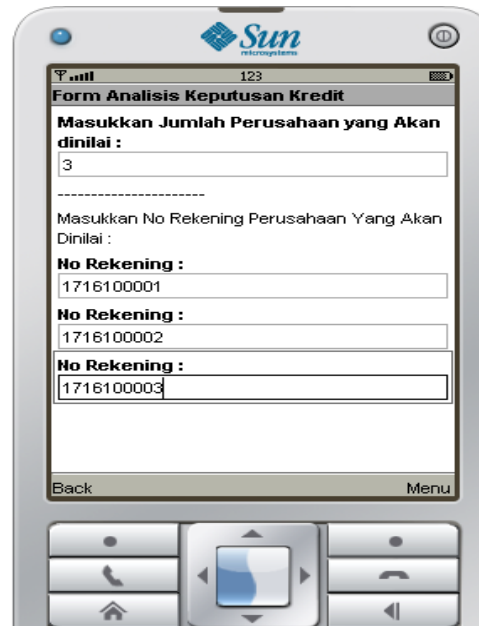 Sun
microsystems
123
Form Analisis Keputusan Kredit
Masukkan Jumlah Perusahaan yang Akan
dinilai :
3
----------------------
Masukkan No Rekening Perusahaan Yang Akan
Dinilai :
No Rekening :
1716100001
No Rekening :
1716100002
No Rekening :
1716100003
Back Menu